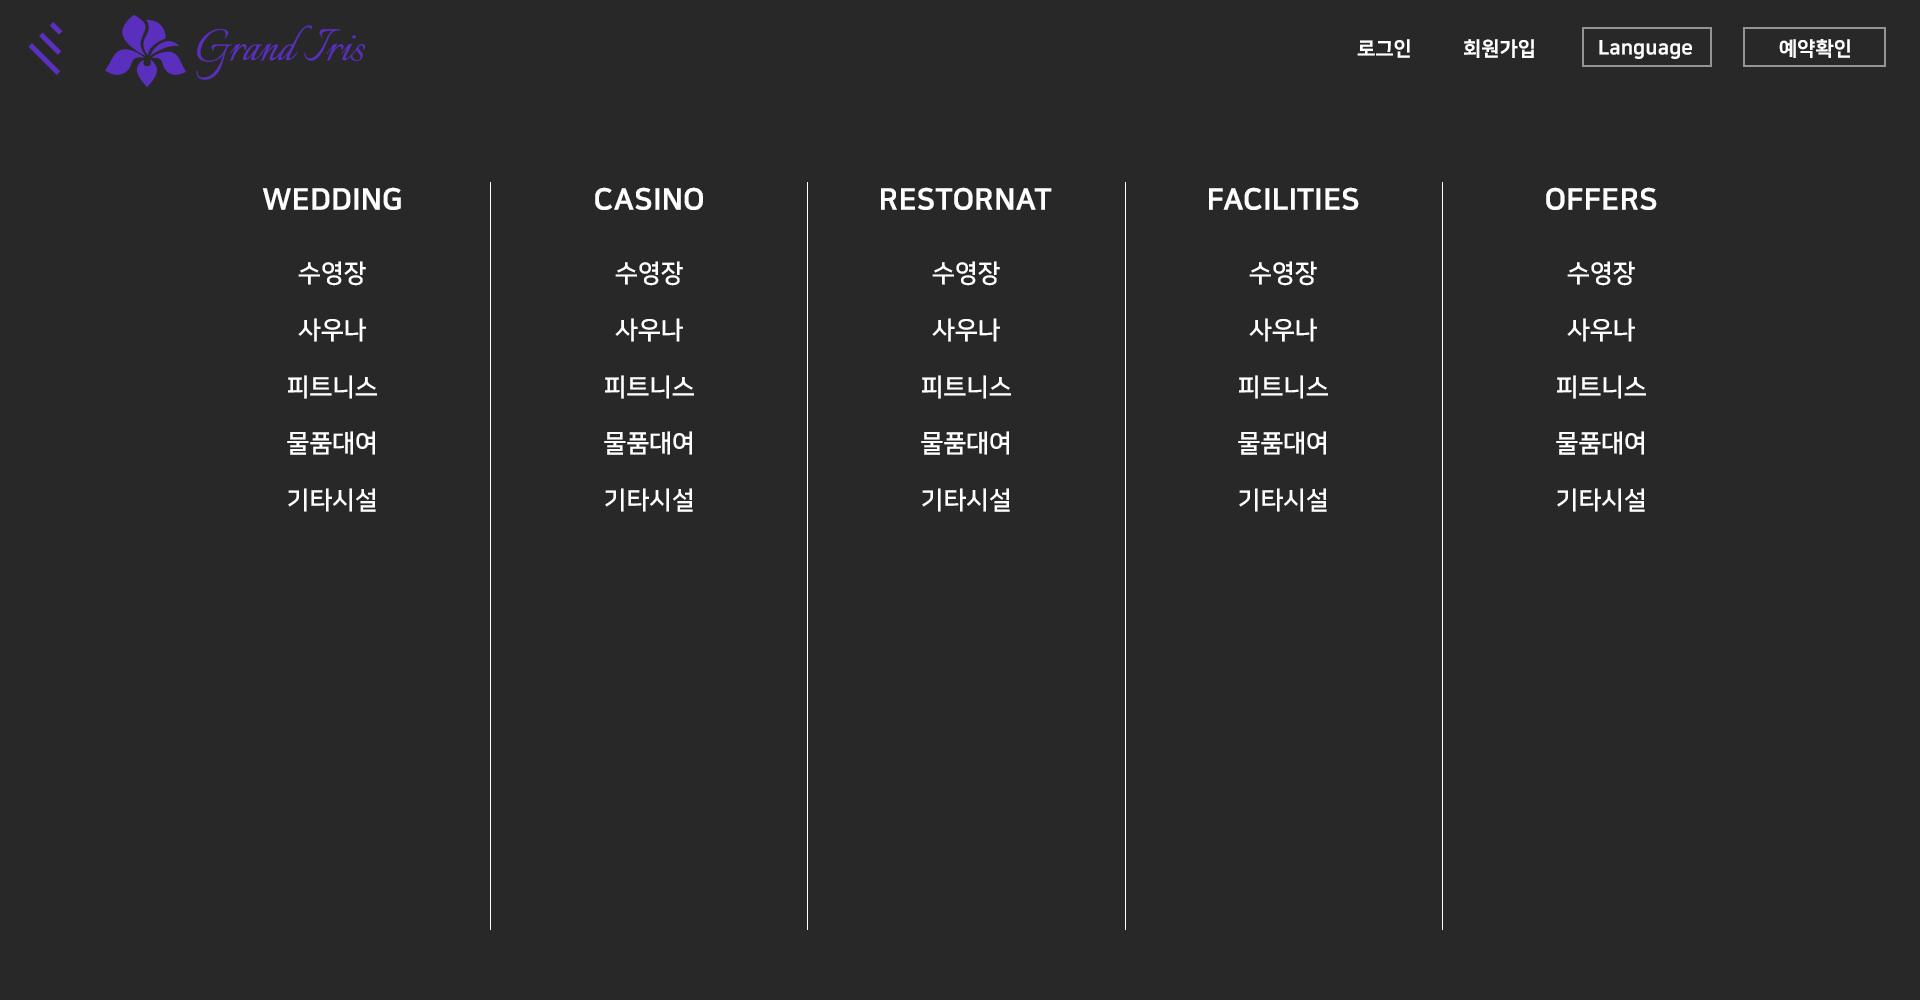 Grand Iris
로그인
회원가입
Language
예약확인
WEDDING
수영장
사우나
피트니스
물품대여
기타시설
CASINO
수영장
사우나
피트니스
물품대여
기타시설
RESTORNAT
수영장
사우나
피트니스
물품대여
기타시설
FACILITIES
수영장
사우나
피트니스
물품대여
기타시설
OFFERS
수영장
사우나
피트니스
물품대여
기타시설